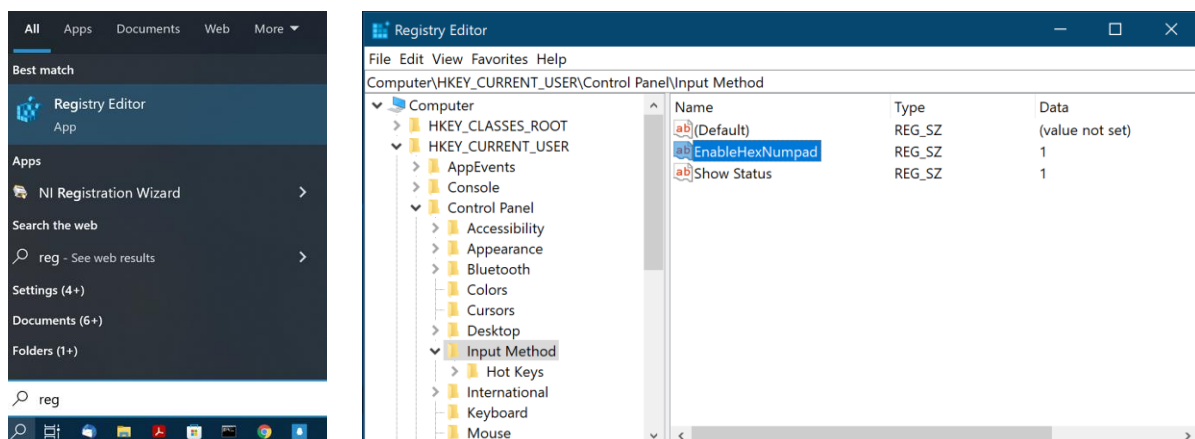 All Apps Documents Web More
Best match
Registry Editor
App
Apps
NI Registration Wizard
Search the web
reg - See web results
Settings (4+)
Documents (6+)
Folders (1+)
reg
Registry Editor
File Edit View Favorites Help
Computer\HKEY_CURRENT_USER\Control Panel\Input Method
Computer
HKEY_CLASSES_ROOT
HKEY_CURRENT_USER
AppEvents
Console
Control Panel
Accessibility
Appearance
Bluetooth
Colors
Cursors
Desktop
Input Method
Hot Keys
International
Keyboard
Mouse
Name Type Data
(Default) REG_SZ (value not set)
EnableHexNumpad REG_SZ 1
Show Status REG_SZ 1